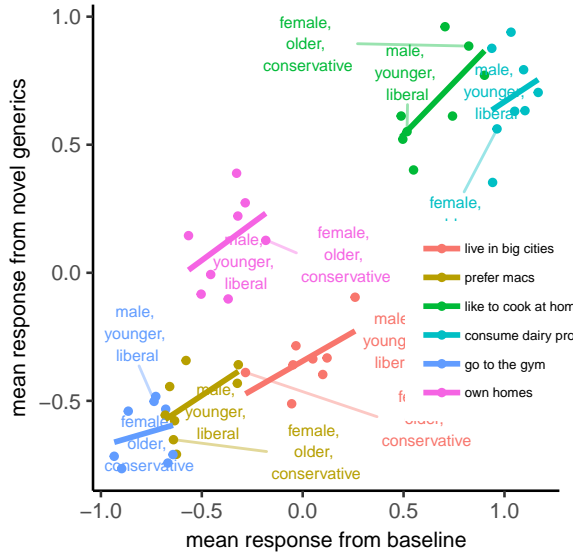 female,
older,
conservative
male,
younger,
liberal
male,
younger,
liberal
female,
male,
younger,
liberal
female,
older,
conservative
live in big cities
prefer macs
like to cook at hom
consume dairy pro
go to the gym
own homes
male,
younger,
liberal
male
young
liber
male,
younger,
liberal
older,
conservative
female,
older,
conservative
female,
older,
conservative
1.0
0.5
0.0
−0.5
−1.0
−0.5
0.0
0.5
1.0
mean response from baseline
mean response from novel generics